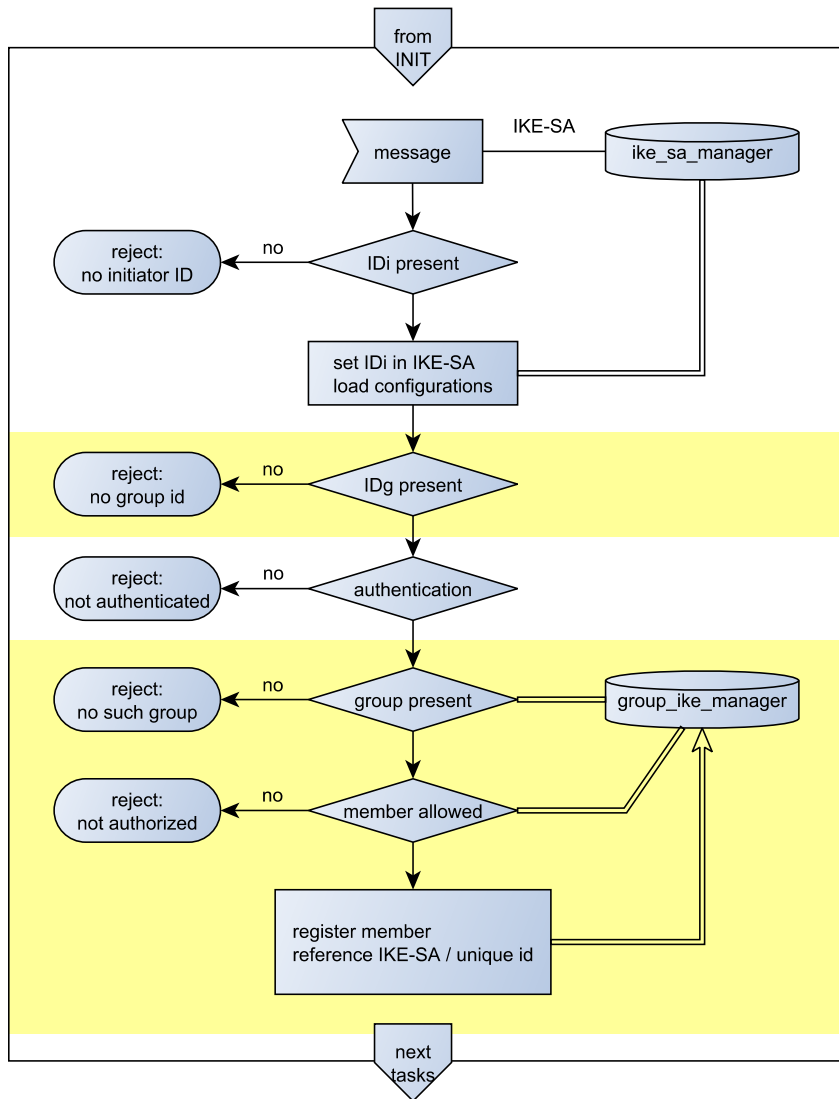 from
INIT
message
IKE-SA
ike_sa_manager
reject:
no initiator ID
no
IDi present
set IDi in IKE-SA
load configurations
reject:
no group id
no
IDg present
reject:
not authenticated
no
authentication
reject:
no such group
no
group present
group_ike_manager
reject:
not authorized
no
member allowed
register member
reference IKE-SA / unique id
next
tasks